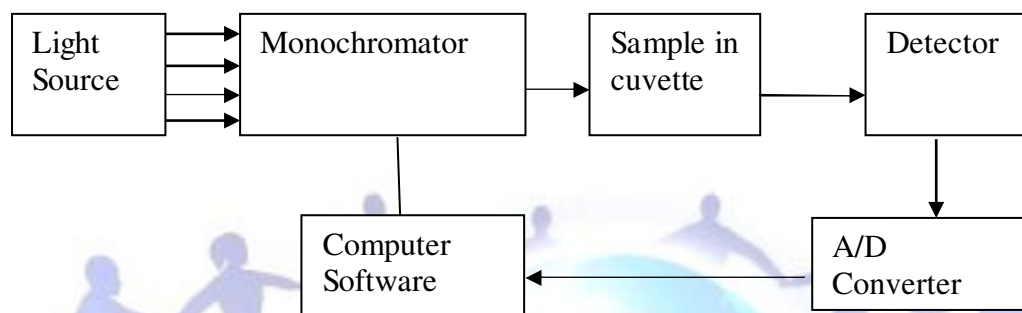 Light
Source
Monochromator
Sample in
cuvette
Detector
Computer
Software
A/D
Converter